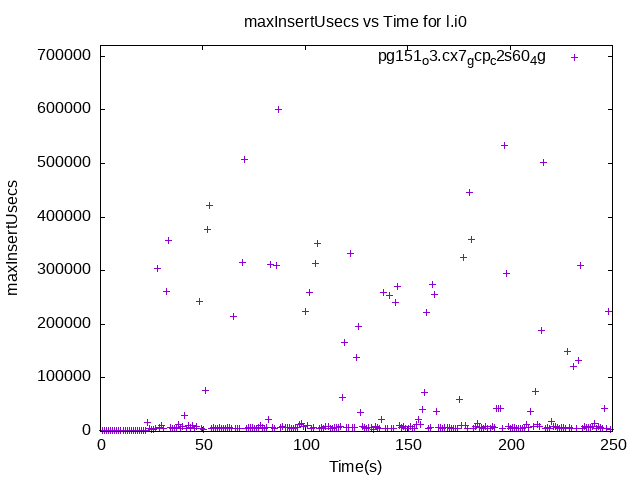 maxInsertUsecs vs Time for l.i0
pg151o3.cx7gcpc2s604g
700000
600000
500000
400000
300000
200000
100000
0
maxInsertUsecs
0 50 100 150 200 250
Time(s)